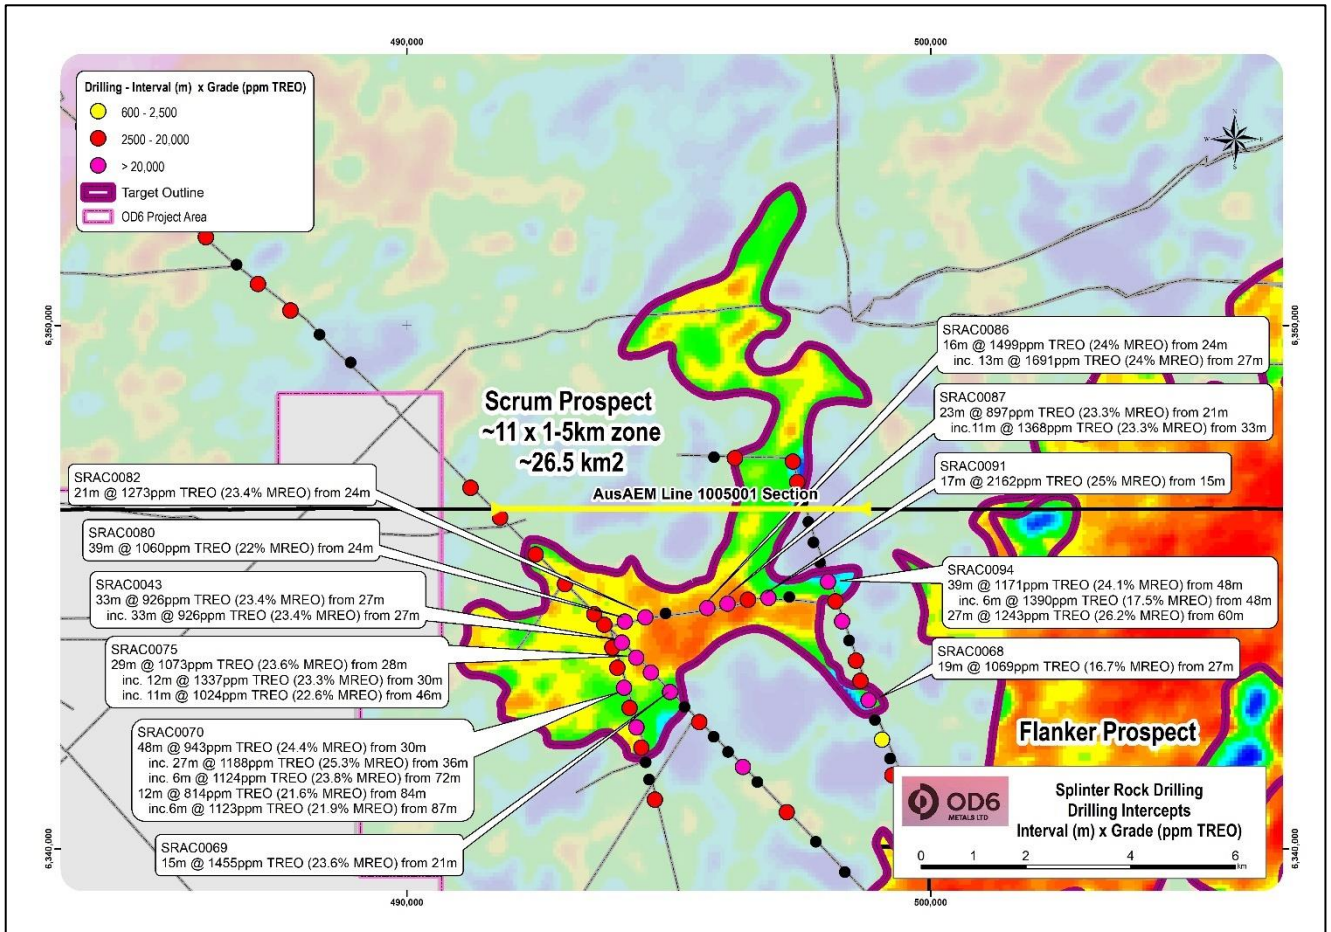 490,000
500,000
Drilling - Interval (m) x Grade (ppm TREO)
600 - 2,500
2500 - 20,000
> 20,000
Target Outline
OD6 Project Area
N
W
E
S
6,350,000
6,350,000
SRAC0086
16m @ 1499ppm TREO (24% MREO) from 24m
inc. 13m @ 1691ppm TREO (24% MREO) from 27m
Scrum Prospect
~11 x 1-5km zone
~26.5 km2
SRAC0087
23m @ 897ppm TREO (23.3% MREO) from 21m
inc.11m @ 1368ppm TREO (23.3% MREO) from 33m
SRAC0082
21m @ 1273ppm TREO (23.4% MREO) from 24m
AusAEM Line 1005001 Section
SRAC0091
17m @ 2162ppm TREO (25% MREO) from 15m
SRAC0080
39m @ 1060ppm TREO (22% MREO) from 24m
SRAC0043
33m @ 926ppm TREO (23.4% MREO) from 27m
inc. 33m @ 926ppm TREO (23.4% MREO) from 27m
SRAC0094
39m @ 1171ppm TREO (24.1% MREO) from 48m
inc. 6m @ 1390ppm TREO (17.5% MREO) from 48m
27m @ 1243ppm TREO (26.2% MREO) from 60m
SRAC0075
29m @ 1073ppm TREO (23.6% MREO) from 28m
inc. 12m @ 1337ppm TREO (23.3% MREO) from 30m
inc. 11m @ 1024ppm TREO (22.6% MREO) from 46m
SRAC0068
19m @ 1069ppm TREO (16.7% MREO) from 27m
SRAC0070
48m @ 943ppm TREO (24.4% MREO) from 30m
inc. 27m @ 1188ppm TREO (25.3% MREO) from 36m
inc. 6m @ 1124ppm TREO (23.8% MREO) from 72m
12m @ 814ppm TREO (21.6% MREO) from 84m
inc.6m @ 1123ppm TREO (21.9% MREO) from 87m
Flanker Prospect
SRAC0069
15m @ 1455ppm TREO (23.6% MREO) from 21m
OD6
METALS LTD
Splinter Rock Drilling
Drilling Intercepts
Interval (m) x Grade (ppm TREO)
0 1 2 4 6
km
6,340,000
6,340,000
490,000
500,000